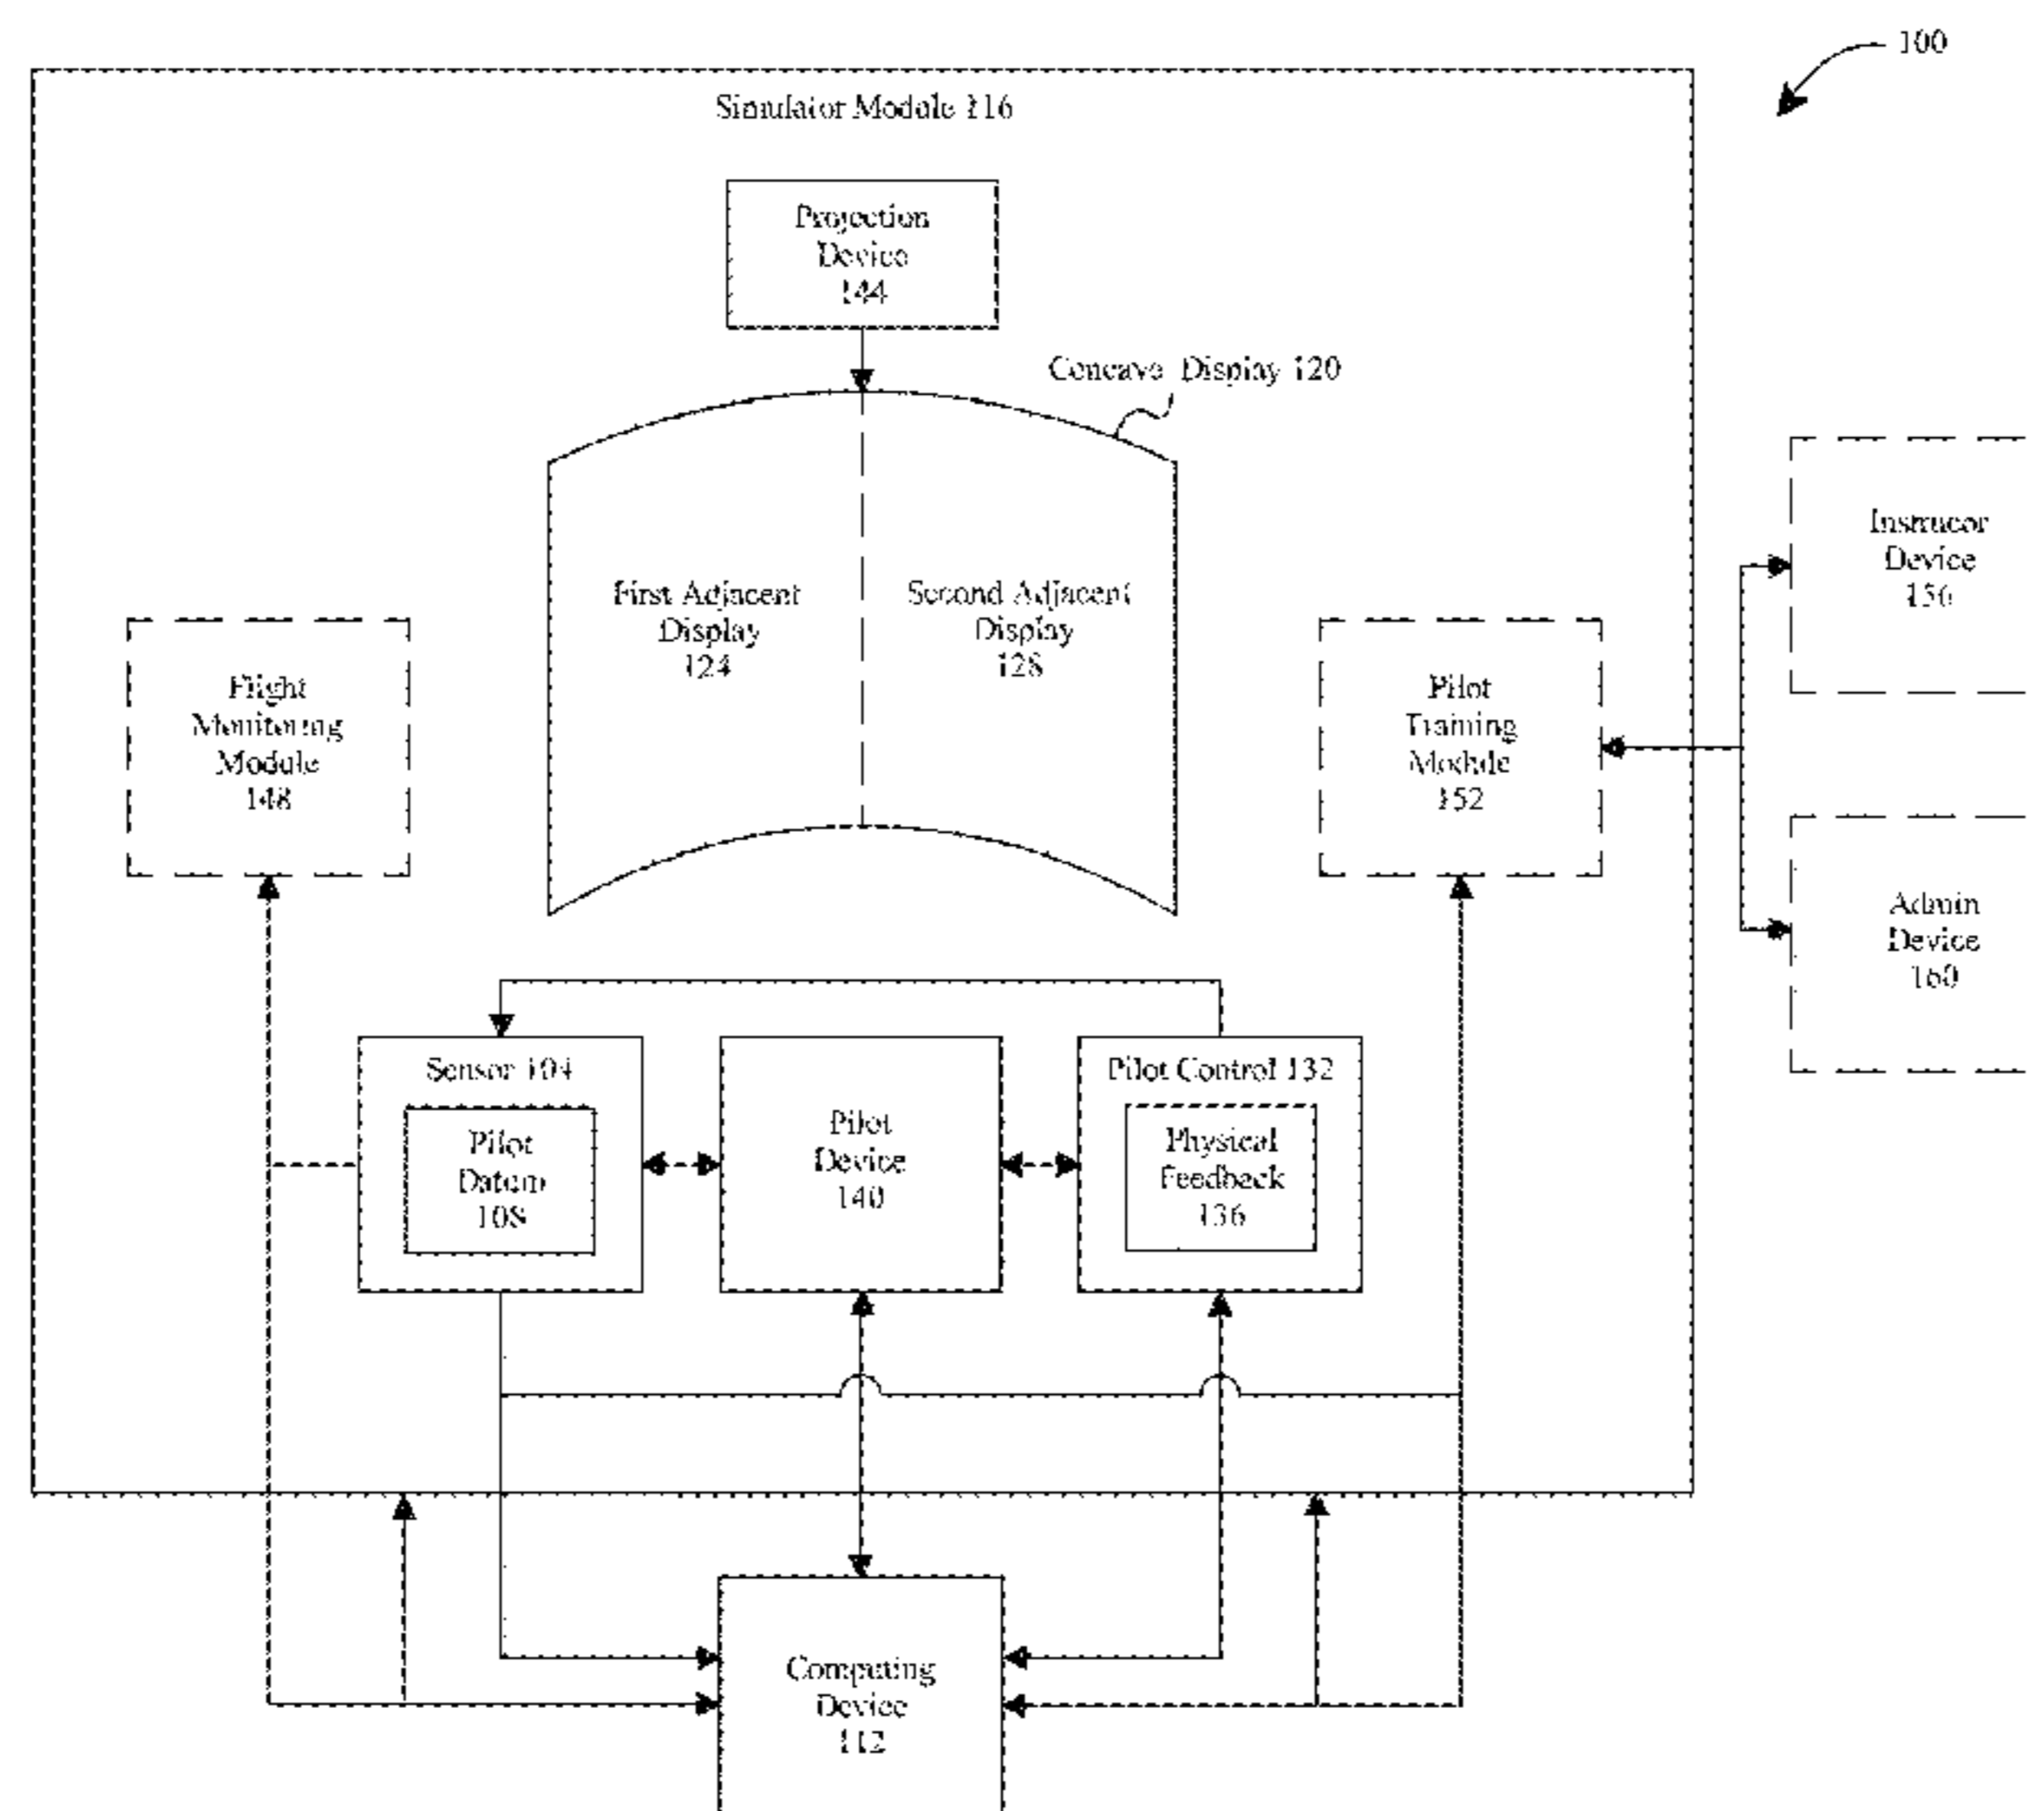 100
Simulator Module 116
Projection
Device
144
Concave Display 120
First Adjacent
Display
124
Second Adjacent
Display
128
Flight
Monitoring
Module
148
Pilot
Training
Module
152
Instrucor
Device
156
Admin
Device
160
Sensor 104
Pilot
Datum
108
Pilot
Device
140
Pilot Control 132
Physical
Feedback
136
Computing
Device
112